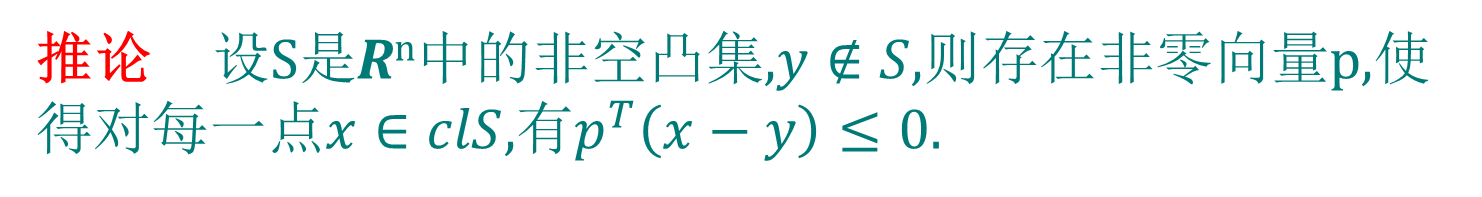 推论 设S是Rⁿ中的非空凸集,y ∉ S,则存在非零向量p,使
得对每一点x ∈ clS,有pᵀ(x − y) ≤ 0.